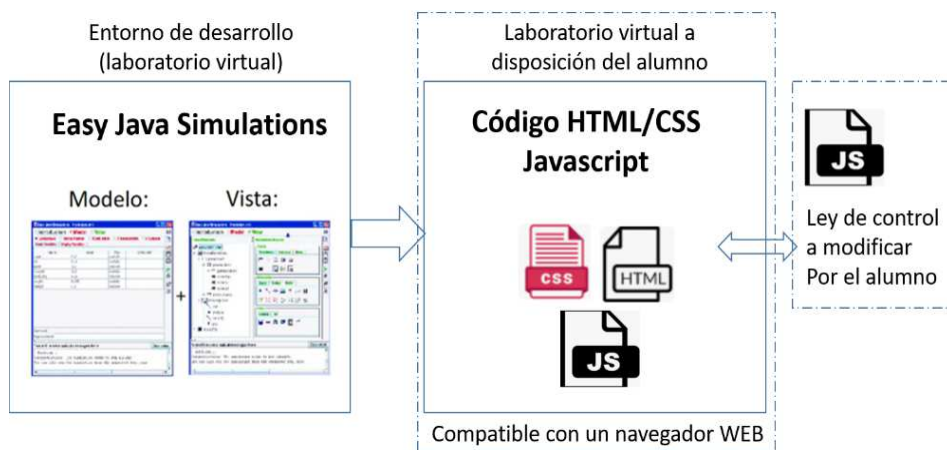 Entorno de desarrollo
(laboratorio virtual)
Easy Java Simulations
Modelo:
Vista:
+
Laboratorio virtual a
disposición del alumno
Código HTML/CSS
Javascript
CSS
HTML
JS
Compatible con un navegador WEB
JS
Ley de control
a modificar
Por el alumno